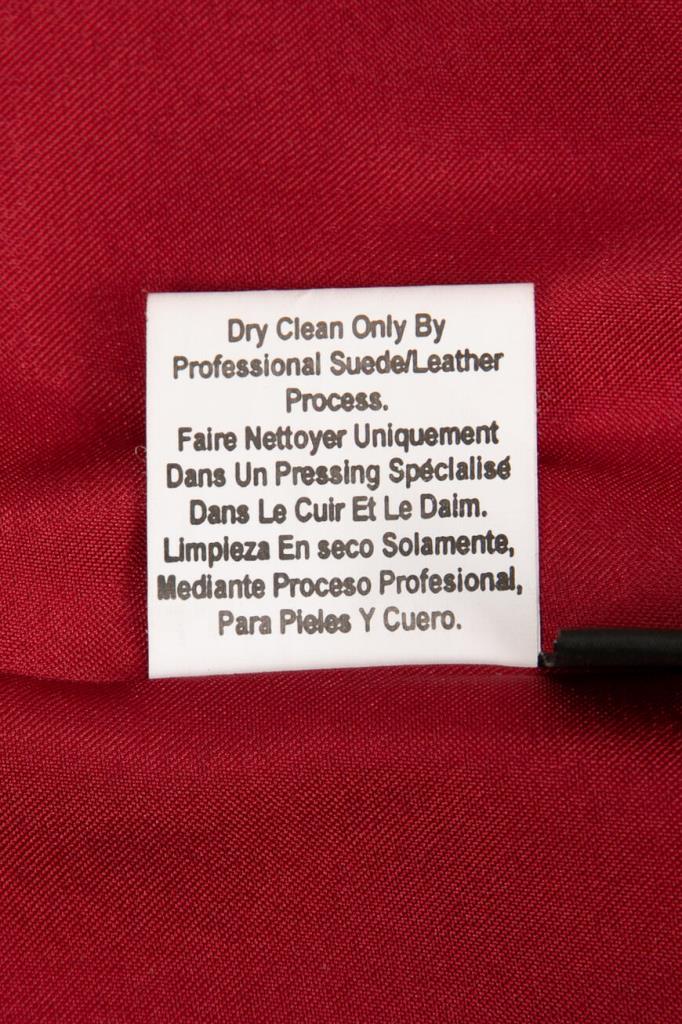 Dry Clean Only By
Professional Suede/Leather
Process.
Faire Nettoyer Uniquement
Dans Un Pressing Spécialisé
Dans Le Cuir Et Le Daim.
Limpieza En seco Solamente,
Mediante Proceso Profesional,
Para Pieles Y Cuero.